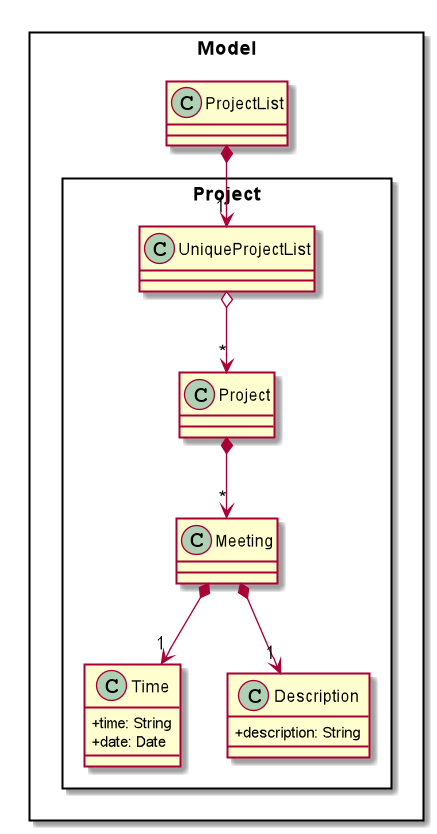 Model
C ProjectList
Project
1
C UniqueProjectList
*
C Project
*
C Meeting
1
1
C Time
+time: String
+date: Date
C Description
+description: String